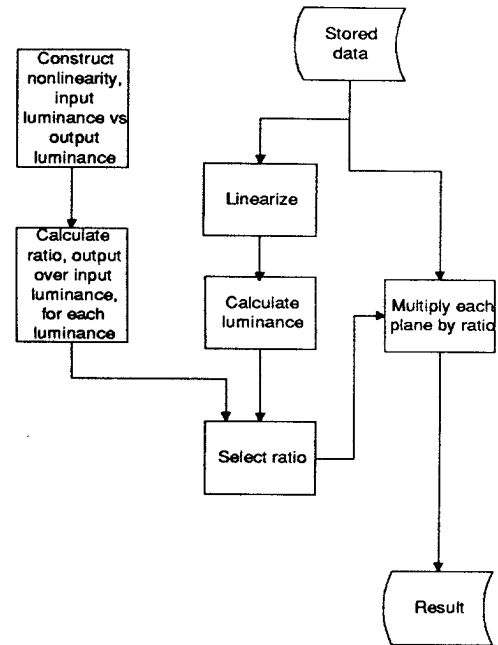 Stored
data
Construct
nonlinearity,
input
luminance vs
output
luminance
Linearize
Calculate
ratio, output
over input
luminance,
for each
luminance
Calculate
luminance
Multiply each
plane by ratio
Select ratio
Result